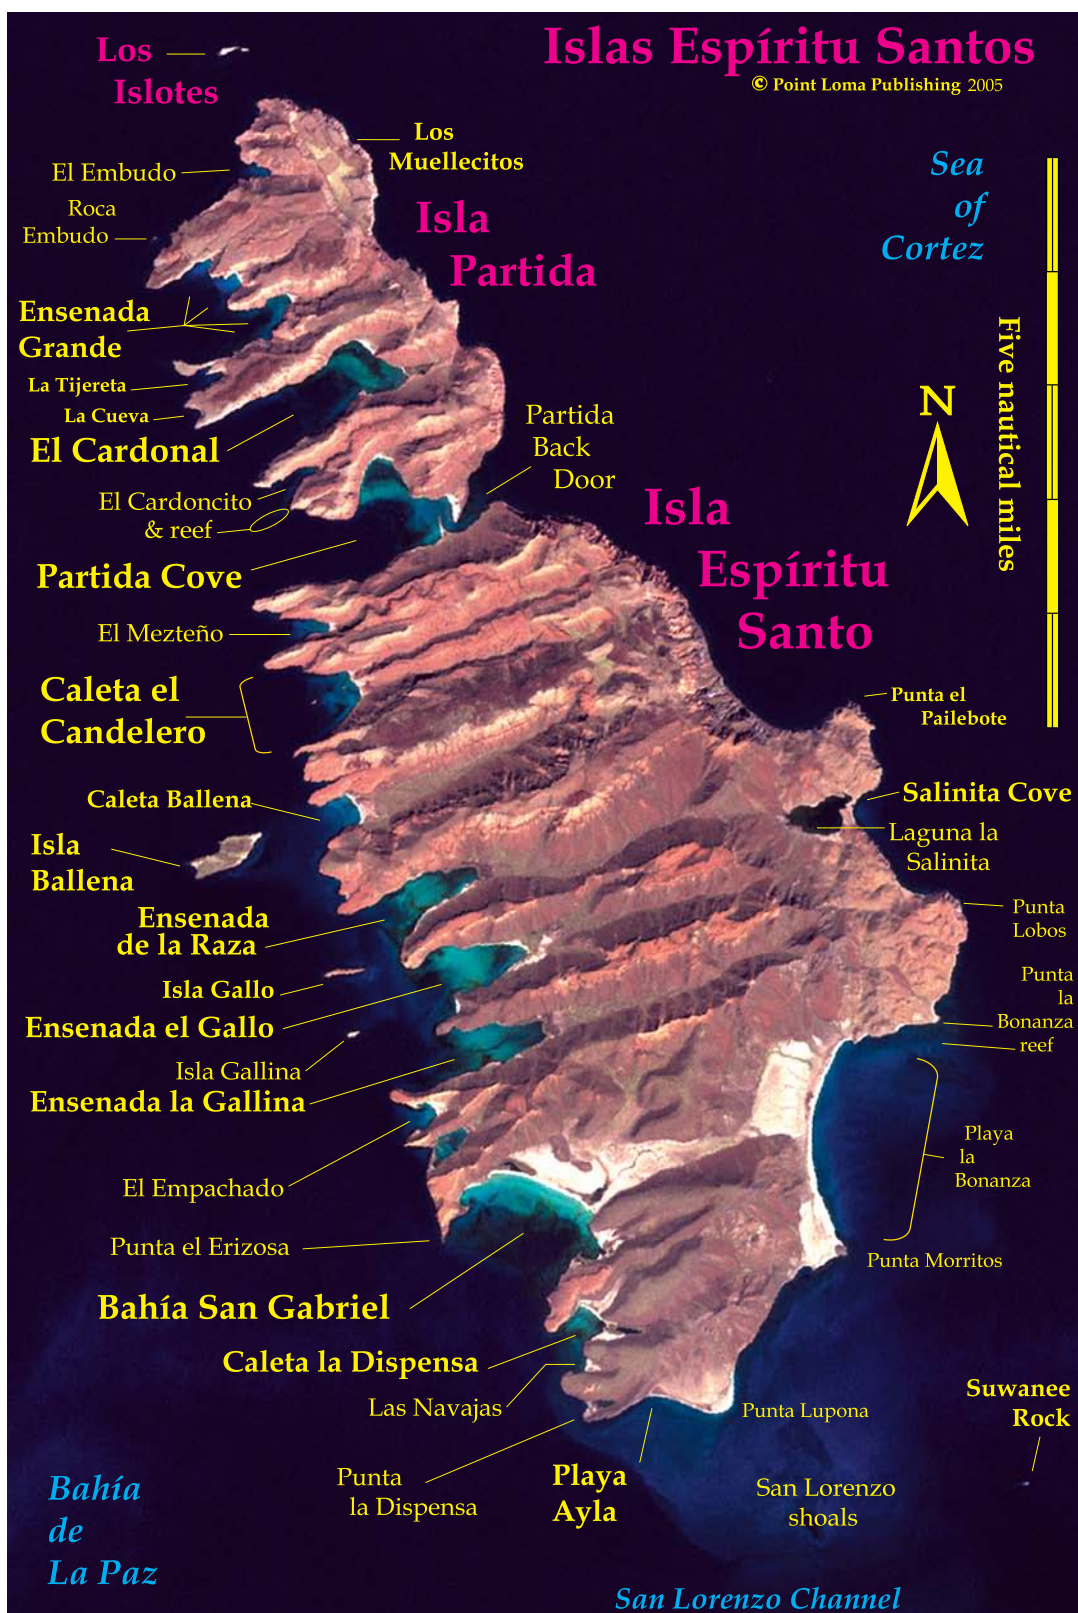 Islas Espíritu Santos
© Point Loma Publishing 2005
Los
Islotes
Los
Muellecitos
El Embudo
Roca
Embudo
Isla
Partida
Sea
of
Cortez
Ensenada
Grande
La Tijereta
La Cueva
El Cardonal
Five nautical miles
N
Partida
Back
Door
El Cardoncito
& reef
Partida Cove
Isla
Espíritu
Santo
El Mezteño
Caleta el
Candelero
Punta el
Pailebote
Caleta Ballena
Salinita Cove
Laguna la
Salinita
Isla
Ballena
Ensenada
de la Raza
Punta
Lobos
Isla Gallo
Punta
la
Bonanza
reef
Ensenada el Gallo
Isla Gallina
Ensenada la Gallina
Playa
la
Bonanza
El Empachado
Punta el Erizosa
Punta Morritos
Bahía San Gabriel
Caleta la Dispensa
Las Navajas
Punta Lupona
Suwanee
Rock
Punta
la Dispensa
Playa
Ayla
San Lorenzo
shoals
Bahía
de
La Paz
San Lorenzo Channel